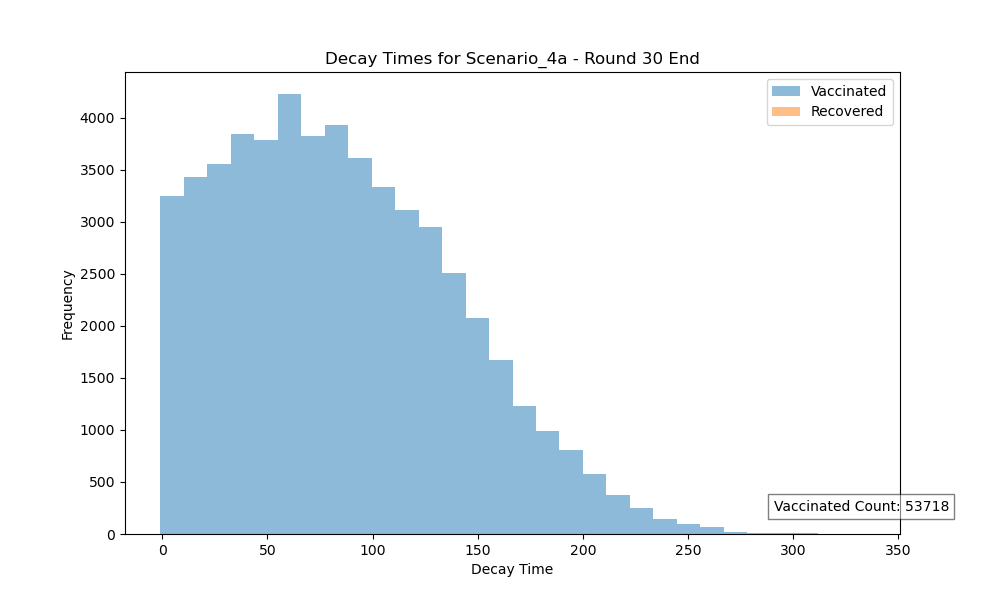 Decay Times for Scenario_4a - Round 30 End
Vaccinated
Recovered
4000
3500
3000
2500
2000
1500
1000
500
0
Frequency
Vaccinated Count: 53718
0 50 100 150 200 250 300 350
Decay Time